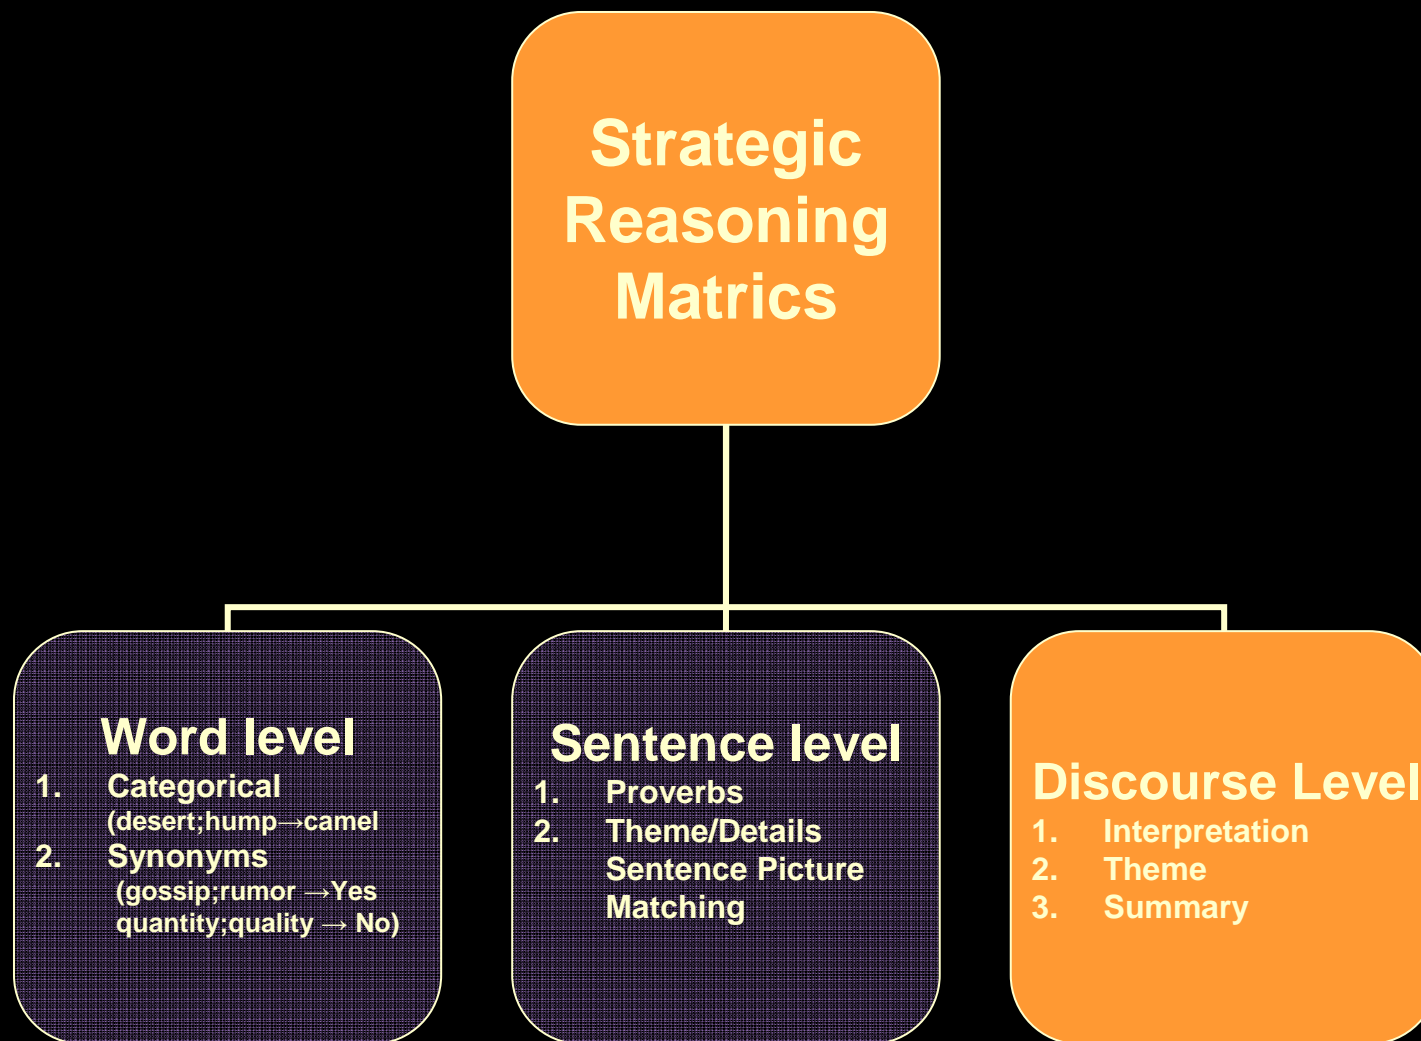 Strategic
Reasoning
Matrics
Word level
1. Categorical
(desert;hump→camel
2. Synonyms
(gossip;rumor →Yes
quantity;quality → No)
Sentence level
1. Proverbs
2. Theme/Details
Sentence Picture
Matching
Discourse Level
1. Interpretation
2. Theme
3. Summary